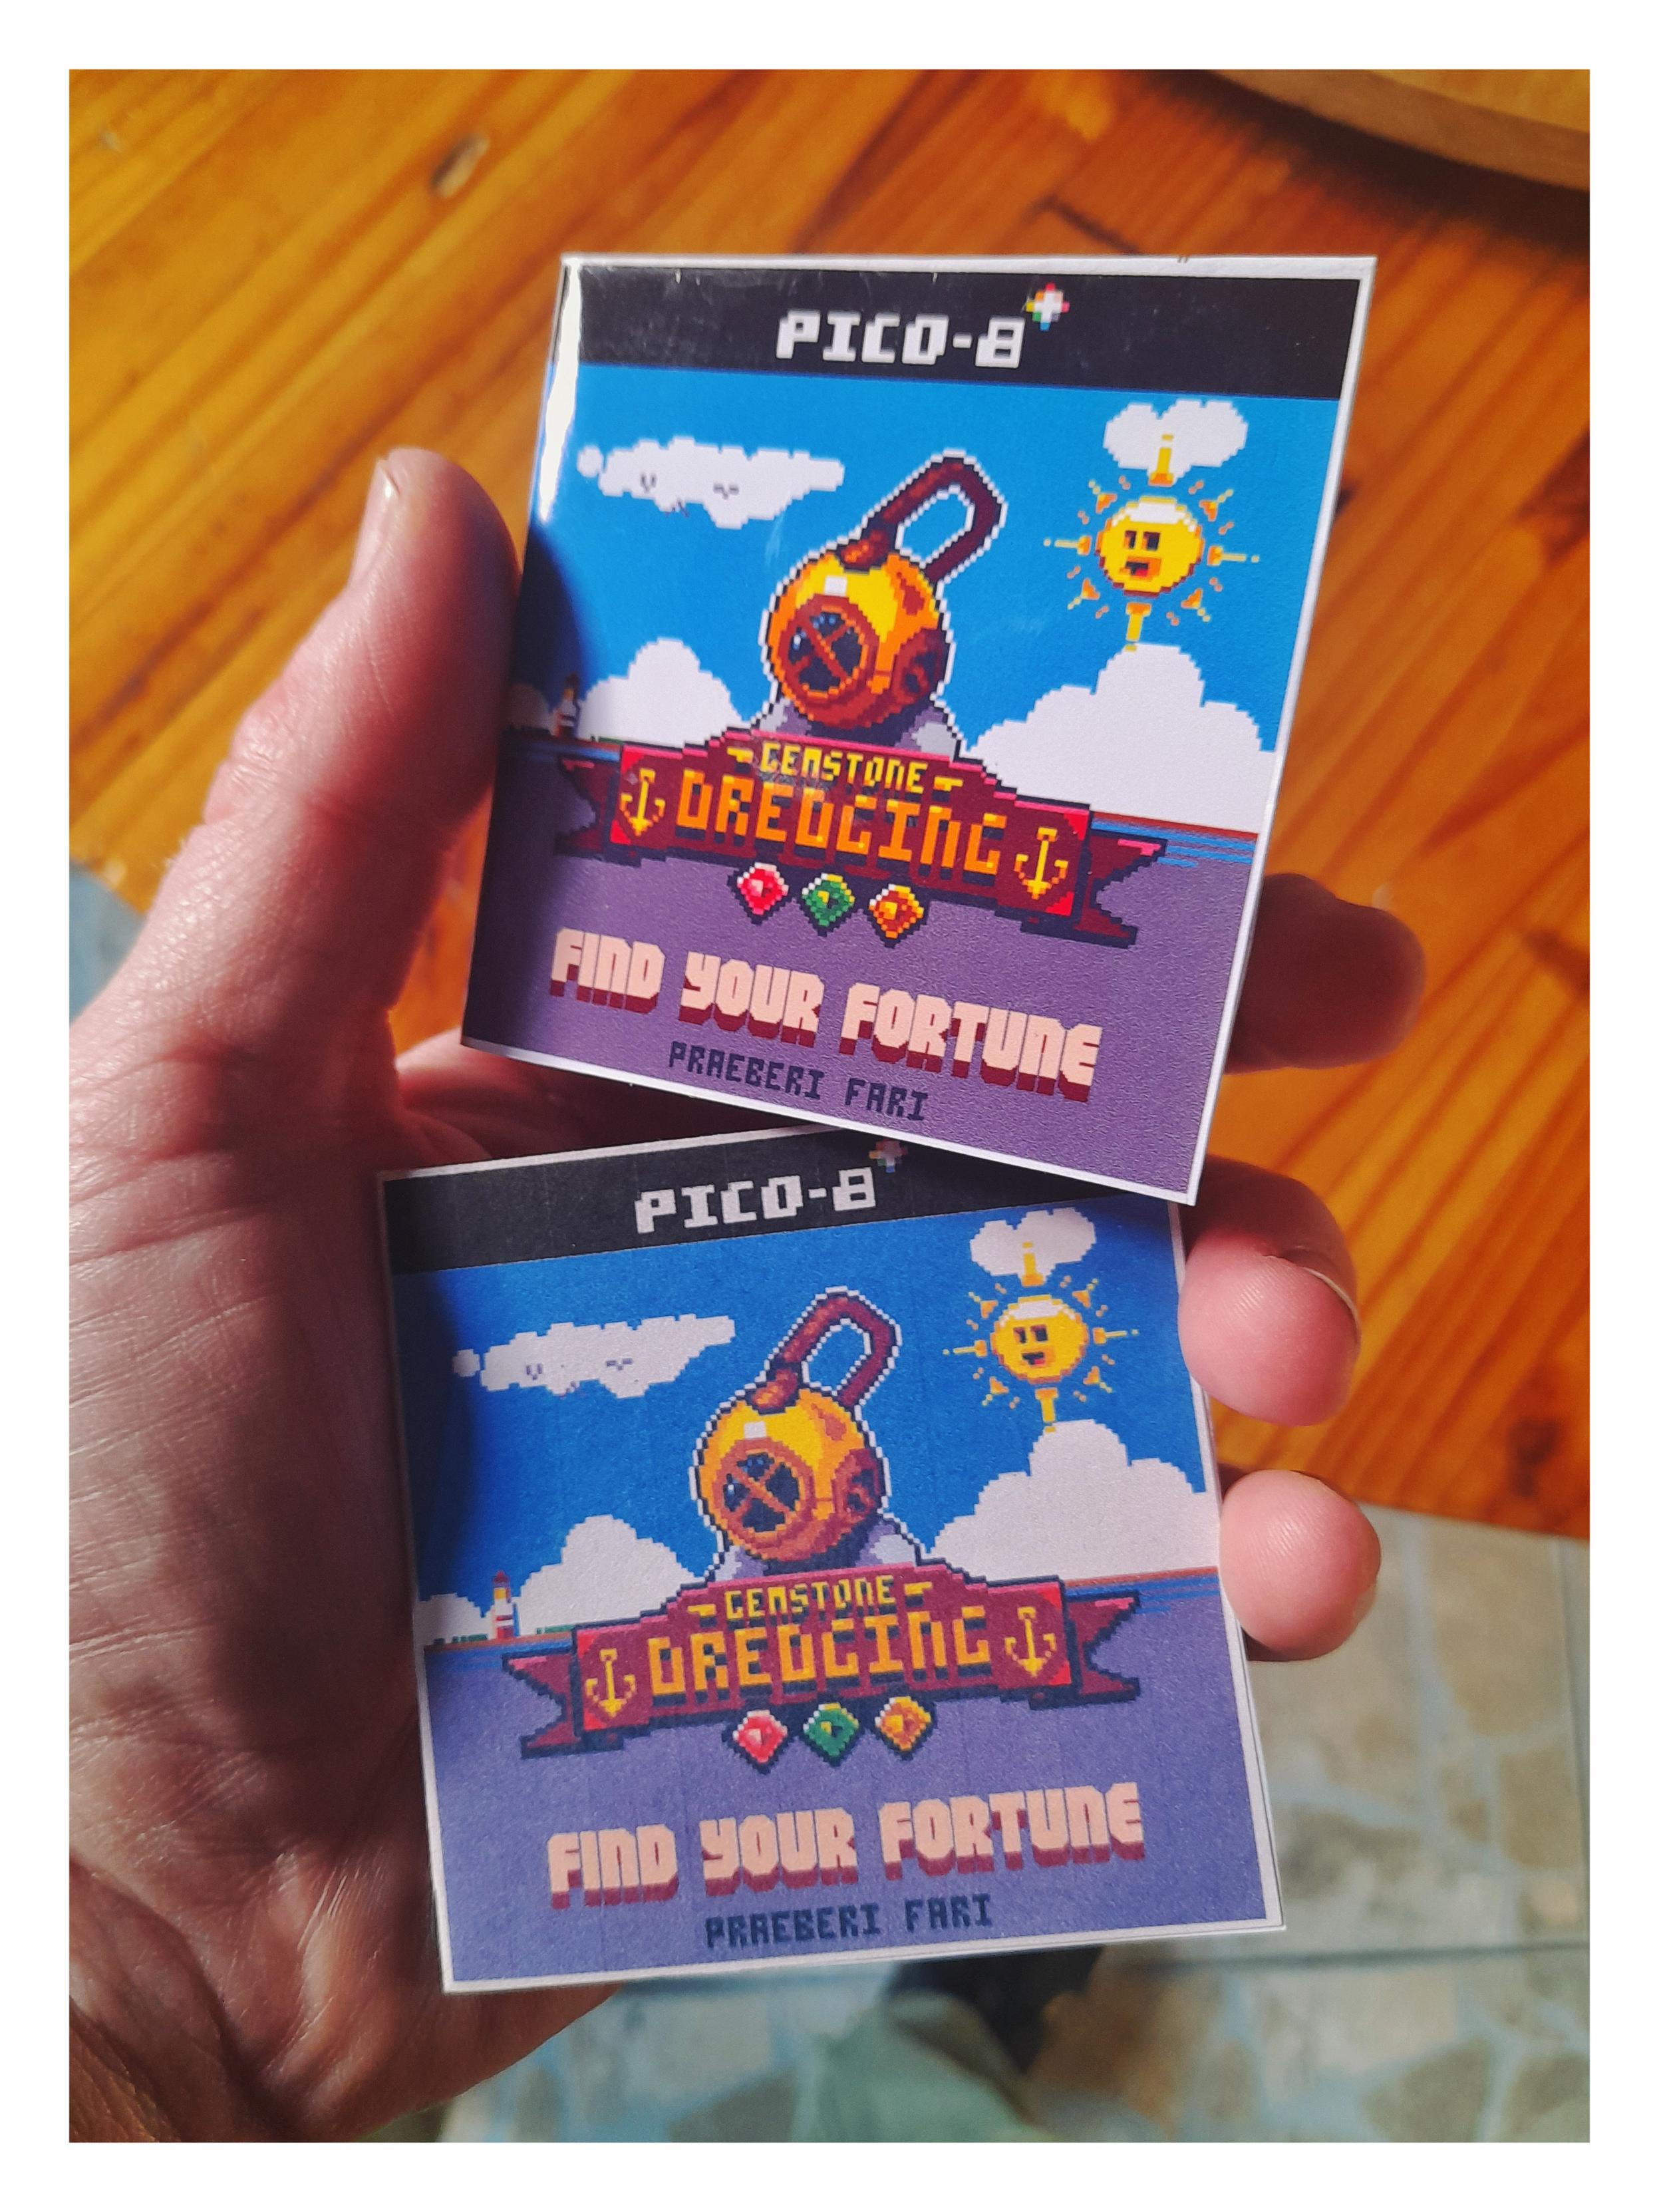 PICO-8
GEMSTONE
DREDGING
FIND YOUR FORTUNE
PRAEBERI FARI
PICO-8
GEMSTONE
DREDGING
FIND YOUR FORTUNE
PRAEBERI FARI